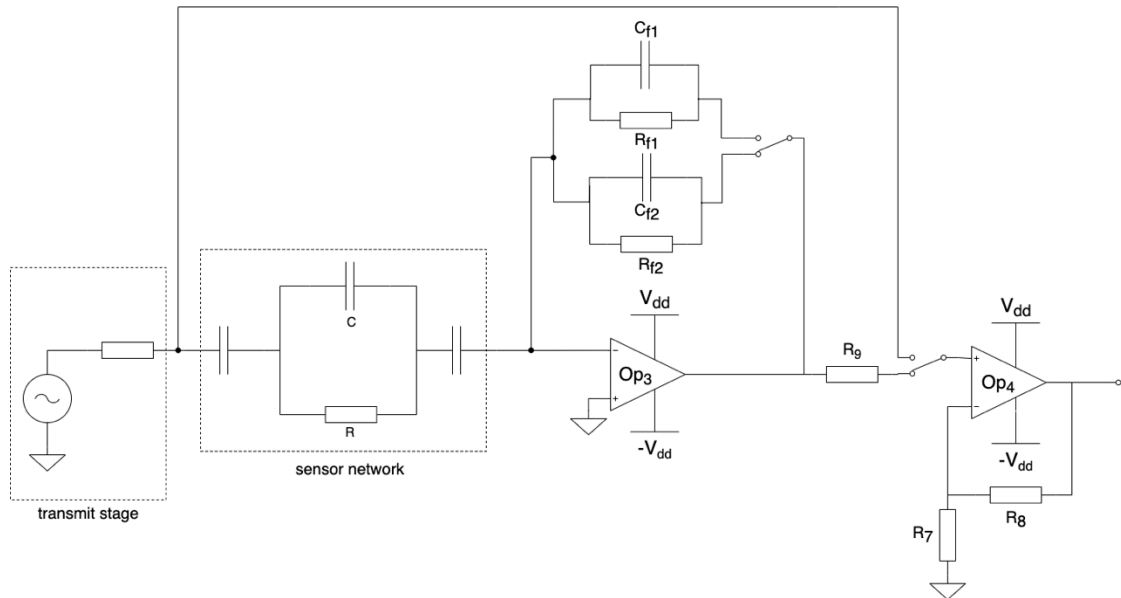 Cf1
Rf1
Cf2
Rf2
C
R
sensor network
transmit stage
Vdd
Op3
-Vdd
R9
Vdd
Op4
-Vdd
R8
R7